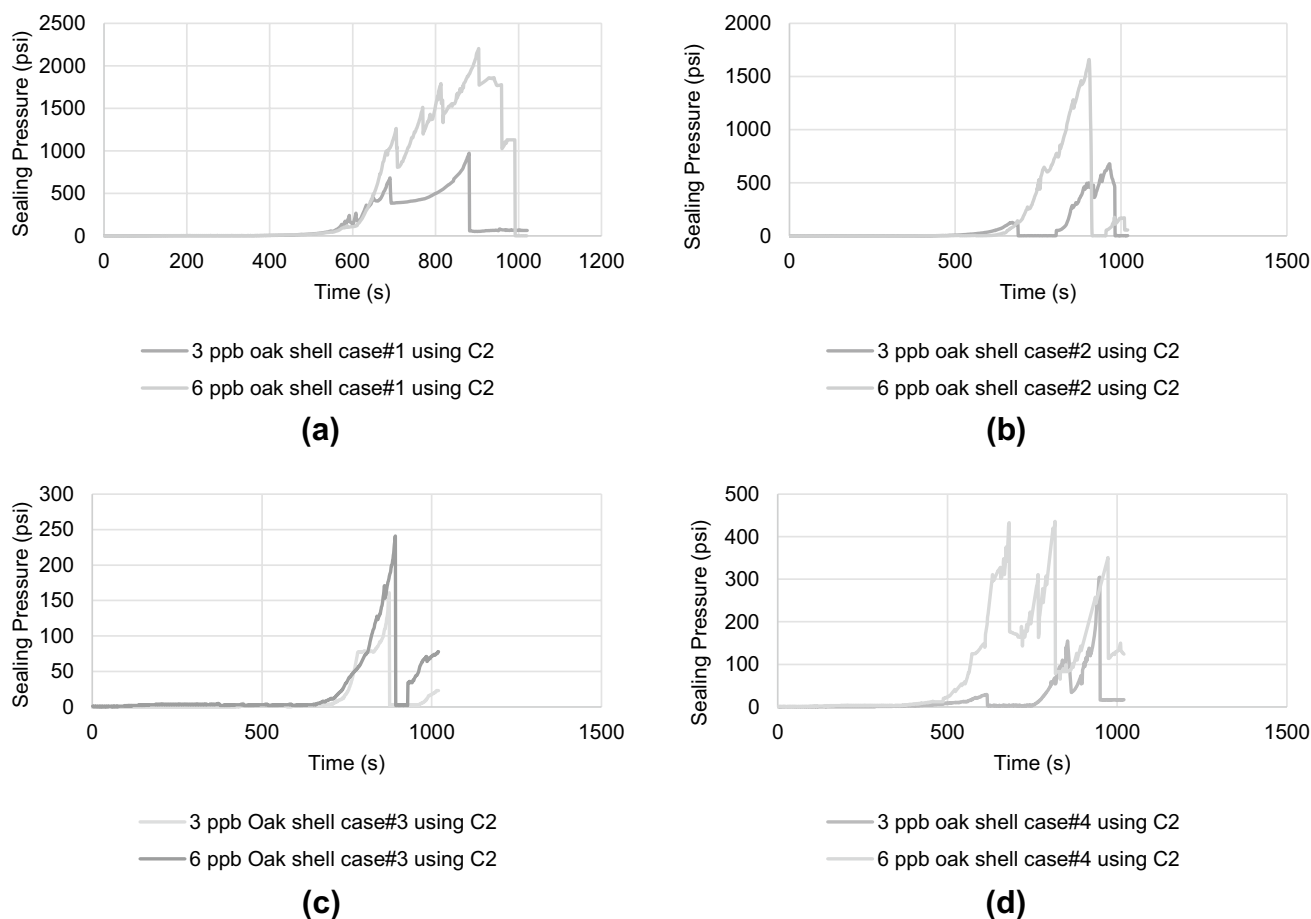 Sealing Pressure (psi)
2500
2000
1500
1000
500
0
0 200 400 600 800 1000 1200
Time (s)
3 ppb oak shell case#1 using C2
6 ppb oak shell case#1 using C2
(a)
Sealing Pressure (psi)
2000
1500
1000
500
0
0 500 1000 1500
Time (s)
3 ppb oak shell case#2 using C2
6 ppb oak shell case#2 using C2
(b)
Sealing Pressure (psi)
300
250
200
150
100
50
0
0 500 1000 1500
Time (s)
3 ppb Oak shell case#3 using C2
6 ppb Oak shell case#3 using C2
(c)
Sealing Pressure (psi)
500
400
300
200
100
0
0 500 1000 1500
Time (s)
3 ppb oak shell case#4 using C2
6 ppb oak shell case#4 using C2
(d)